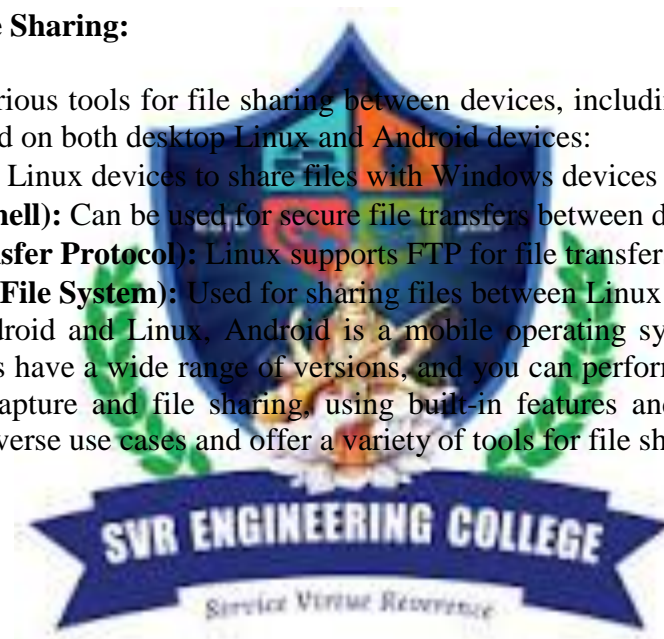 e Sharing:
rious tools for file sharing between devices, includin
d on both desktop Linux and Android devices:
Linux devices to share files with Windows devices
hell): Can be used for secure file transfers between d
nsfer Protocol): Linux supports FTP for file transfer
File System): Used for sharing files between Linux
droid and Linux, Android is a mobile operating sy
s have a wide range of versions, and you can perform
apture and file sharing, using built-in features and
verse use cases and offer a variety of tools for file sh
SVR ENGINEERING COLLEGE
Service Virtue Reverence